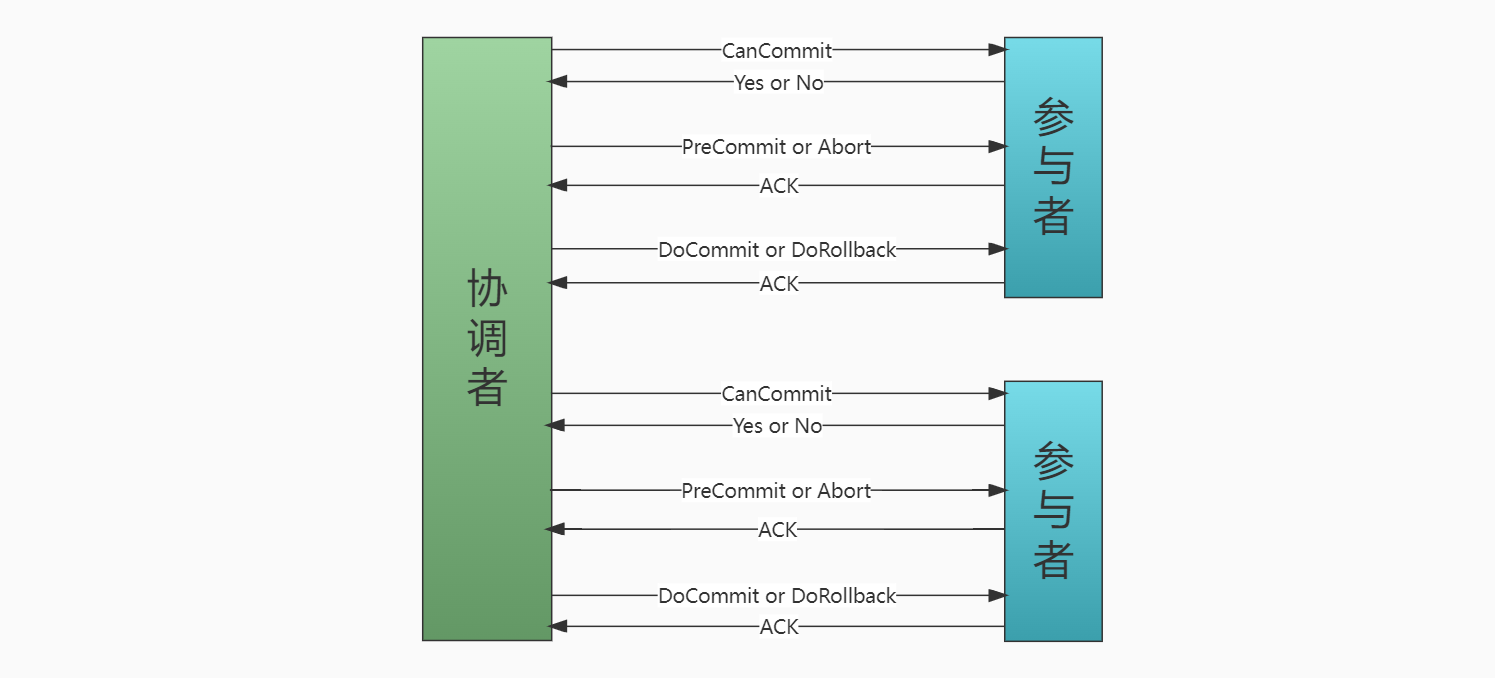 CanCommit
Yes or No
PreCommit or Abort
ACK
DoCommit or DoRollback
ACK
参与者
协调者
CanCommit
Yes or No
PreCommit or Abort
ACK
DoCommit or DoRollback
ACK
参与者